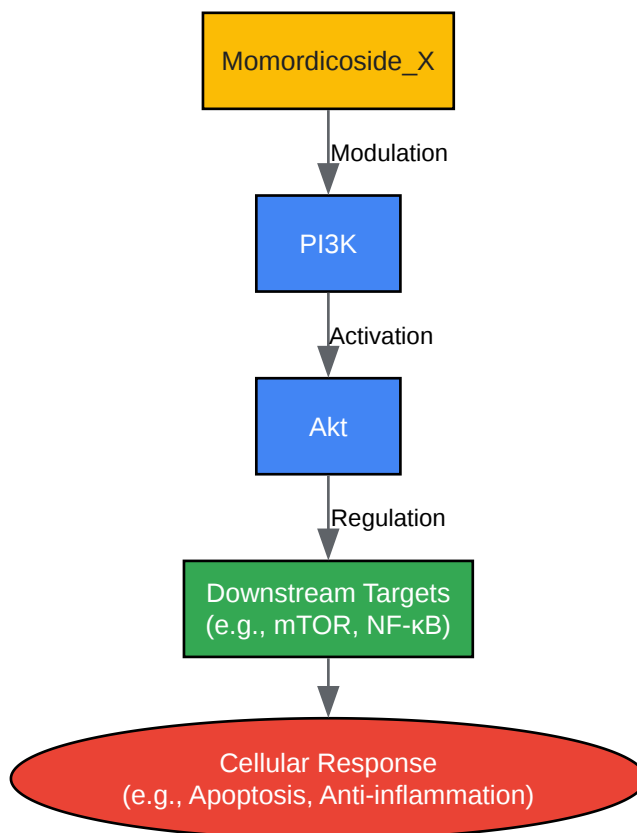 Momordicoside_X
Modulation
PI3K
Activation
Akt
Regulation
Downstream Targets
(e.g., mTOR, NF-κB)
Cellular Response
(e.g., Apoptosis, Anti-inflammation)